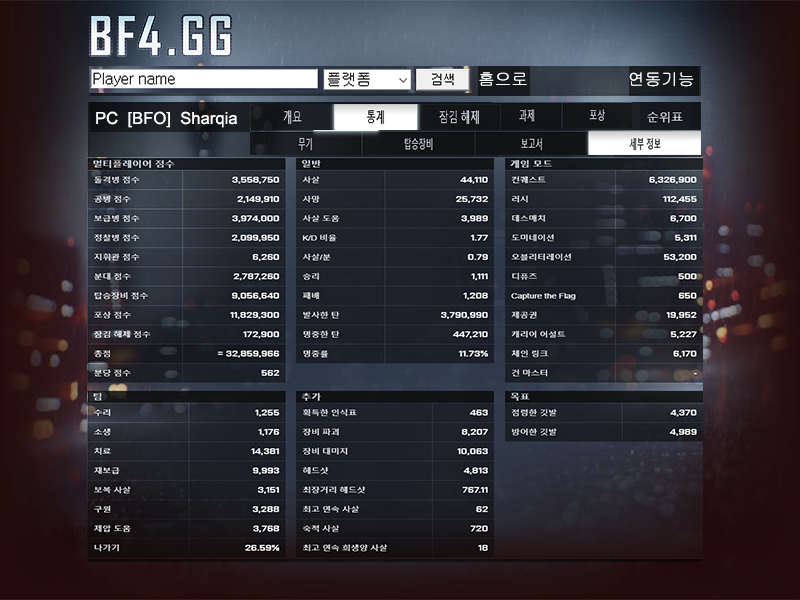 BF4.GG
Player name 플랫폼 검색 홈으로 연동기능
PC [BFO] Sharqia 개요 통계 잠김 해제 과제 포상 순위표
무기 탑승장비 보고서 세부 정보
멀티플레이어 점수
돌격병 점수 3,558,750
공병 점수 2,149,910
보급병 점수 3,974,000
정찰병 점수 2,099,950
지휘관 점수 6,260
분대 점수 2,787,260
탑승장비 점수 9,056,640
포상 점수 11,829,300
잠김 해제 점수 172,900
총점 = 32,859,966
분당 점수 562
일반
사살 44,110
사망 25,732
사살 도움 3,989
K/D 비율 1.77
사살/분 0.79
승리 1,111
패배 1,208
발사한 탄 3,790,990
명중한 탄 447,210
명중률 11.73%
게임 모드
컨퀘스트 6,326,900
러시 112,455
데스매치 6,700
도미네이션 5,311
오블리터레이션 53,200
디퓨즈 500
Capture the Flag 650
제공권 19,952
캐리어 어설트 5,227
체인 링크 6,170
건 마스터 -
팀
수리 1,255
소생 1,176
치료 14,381
재보급 9,993
보복 사살 3,151
구원 3,288
제압 도움 3,768
나가기 26.59%
추가
획득한 인식표 463
장비 파괴 8,207
장비 대미지 10,063
헤드샷 4,813
최장거리 헤드샷 767.11
최고 연속 사살 62
숙적 사살 720
최고 연속 희생양 사살 18
목표
점령한 깃발 4,370
방어한 깃발 4,989